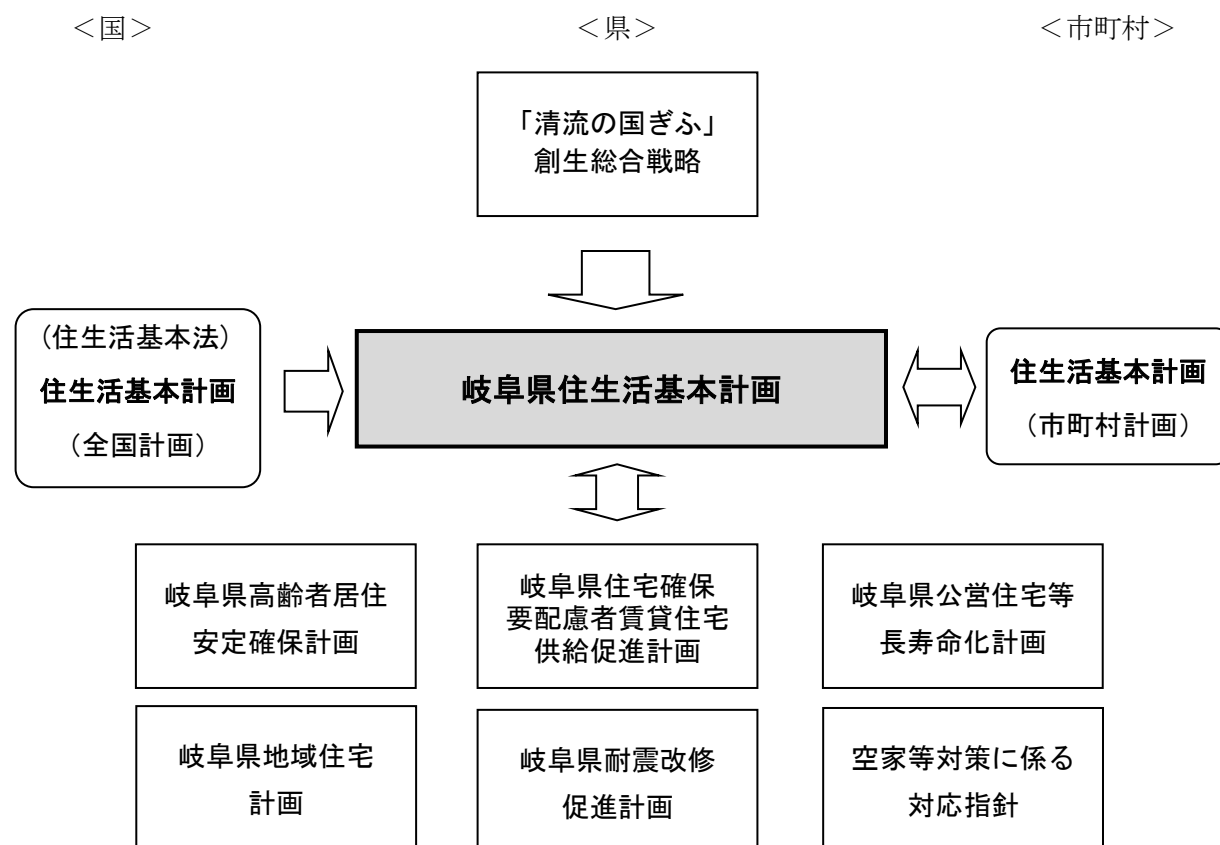 ＜国＞
＜県＞
＜市町村＞
「清流の国ぎふ」
創生総合戦略
（住生活基本法）
住生活基本計画
（全国計画）
岐阜県住生活基本計画
住生活基本計画
（市町村計画）
岐阜県高齢者居住
安定確保計画
岐阜県住宅確保
要配慮者賃貸住宅
供給促進計画
岐阜県公営住宅等
長寿命化計画
岐阜県地域住宅
計画
岐阜県耐震改修
促進計画
空家等対策に係る
対応指針